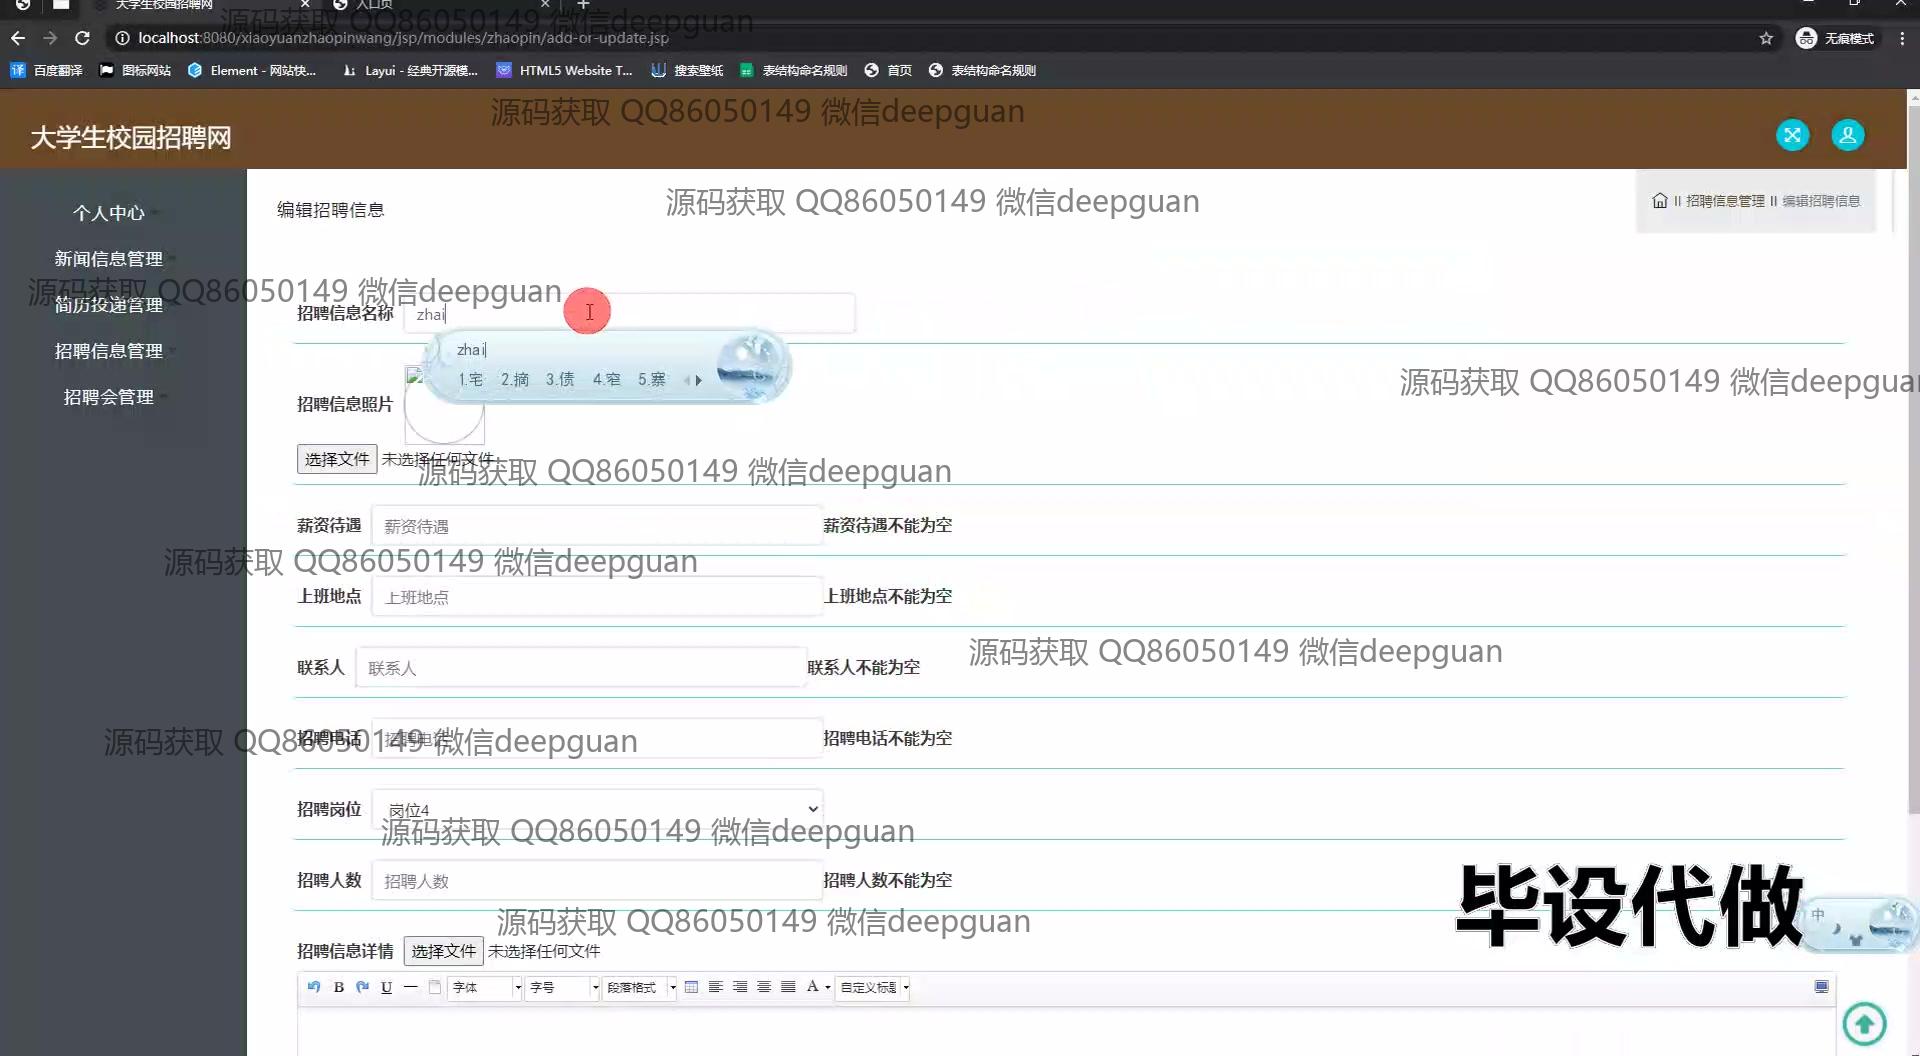 大学生校园招聘网
入口页
源码获取 QQ86050149 微信deepguan
localhost:8080/xiaoyuanzhaopinwang/jsp/modules/zhaopin/add-or-update.jsp
无痕模式
译 百度翻译 图标网站 Element - 网站快... Layui - 经典开源模... HTML5 Website T... 搜索壁纸 表结构命名规则 首页 表结构命名规则
源码获取 QQ86050149 微信deepguan
大学生校园招聘网
源码获取 QQ86050149 微信deepguan
招聘信息管理 编辑招聘信息
编辑招聘信息
个人中心
新闻信息管理
简历投递管理
招聘信息管理
招聘会管理
源码获取 QQ86050149 微信deepguan
招聘信息名称 zhai
zhai
1.宅 2.摘 3.债 4.窄 5.寨
源码获取 QQ86050149 微信deepguan
招聘信息照片
选择文件 未选择任何文件
源码获取 QQ86050149 微信deepguan
薪资待遇 薪资待遇 薪资待遇不能为空
源码获取 QQ86050149 微信deepguan
上班地点 上班地点 上班地点不能为空
源码获取 QQ86050149 微信deepguan
联系人 联系人 联系人不能为空
招聘电话 招聘电话 招聘电话不能为空
源码获取 QQ86050149 微信deepguan
招聘岗位 岗位4
源码获取 QQ86050149 微信deepguan
招聘人数 招聘人数 招聘人数不能为空
毕设代做
中
源码获取 QQ86050149 微信deepguan
招聘信息详情 选择文件 未选择任何文件
B U 字体 字号 段落格式 A 自定义标题